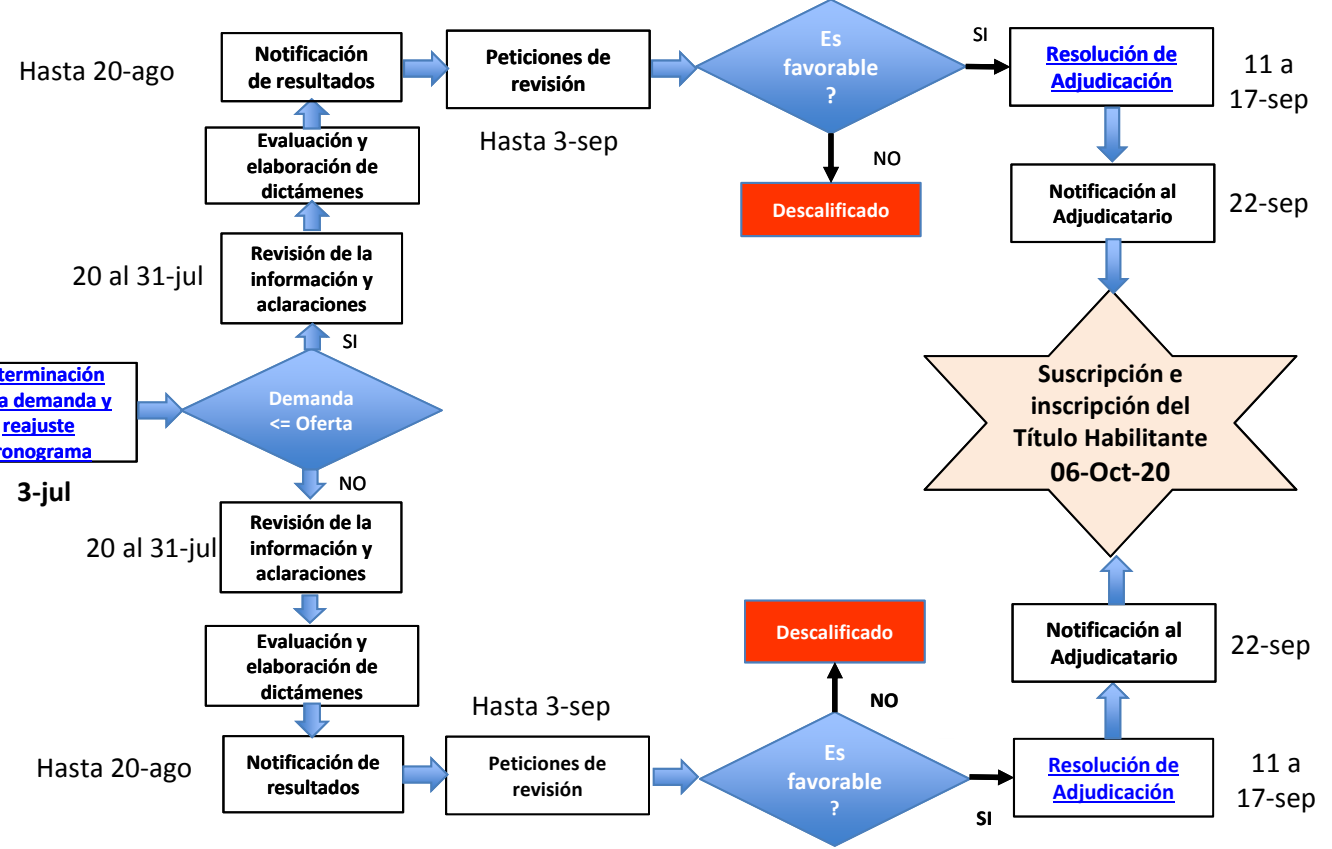 Hasta 20-ago
Notificación
de resultados
Peticiones de
revisión
Hasta 3-sep
Es
favorable
?
SI
NO
Descalificado
Resolución de
Adjudicación
11 a
17-sep
Evaluación y
elaboración de
dictámenes
Notificación al
Adjudicatario
22-sep
20 al 31-jul
Revisión de la
información y
aclaraciones
SI
terminación
a demanda y
reajuste
ronograma
3-jul
Demanda
<= Oferta
NO
Suscripción e
inscripción del
Título Habilitante
06-Oct-20
20 al 31-jul
Revisión de la
información y
aclaraciones
Evaluación y
elaboración de
dictámenes
Descalificado
Notificación al
Adjudicatario
22-sep
Hasta 20-ago
Notificación de
resultados
Hasta 3-sep
Peticiones de
revisión
NO
Es
favorable
?
SI
Resolución de
Adjudicación
11 a
17-sep